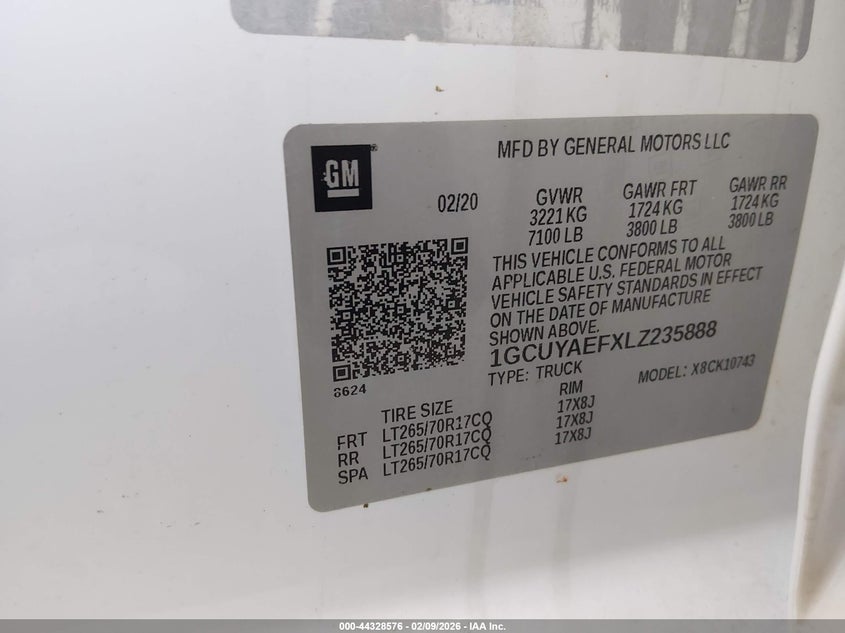 GM
MFD BY GENERAL MOTORS LLC
02/20
GVWR
3221 KG
7100 LB
GAWR FRT
1724 KG
3800 LB
GAWR RR
1724 KG
3800 LB
THIS VEHICLE CONFORMS TO ALL
APPLICABLE U.S. FEDERAL MOTOR
VEHICLE SAFETY STANDARDS IN EFFECT
ON THE DATE OF MANUFACTURE
SHOWN ABOVE.
1GCUYAEFXLZ235888
TYPE: TRUCK
MODEL: X8CK10743
8624
TIRE SIZE RIM
FRT LT265/70R17CQ 17X8J
RR LT265/70R17CQ 17X8J
SPA LT265/70R17CQ 17X8J
000-44328576 - 02/09/2026 - IAA Inc.